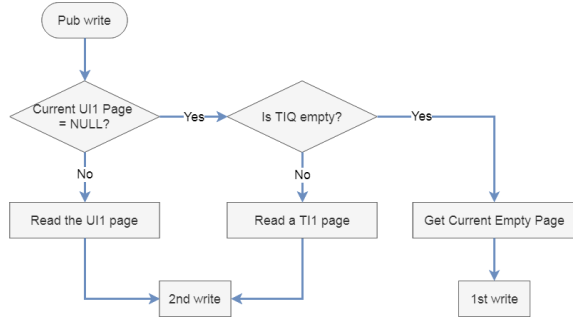 Pub write
Current UI1 Page
= NULL?
Yes
Is TIQ empty?
Yes
No
No
Read the UI1 page
Read a TI1 page
Get Current Empty Page
2nd write
1st write